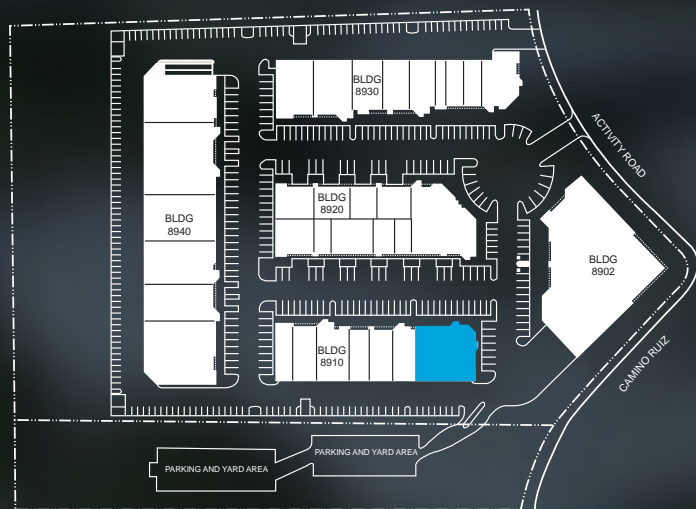 BLDG
8930
ACTIVITY ROAD
BLDG
8920
BLDG
8940
BLDG
8902
BLDG
8910
CAMINO RUIZ
PARKING AND YARD AREA
PARKING AND YARD AREA